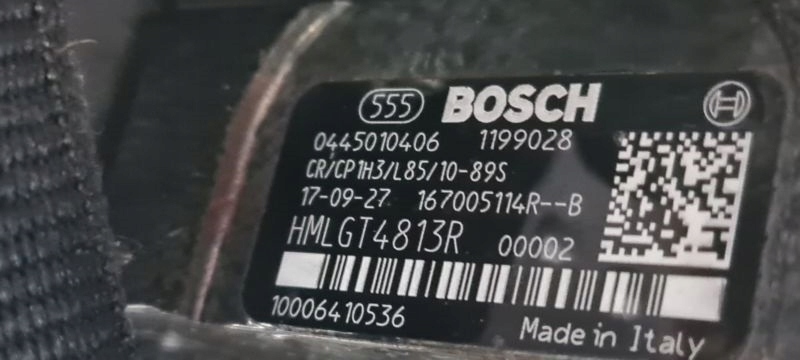 555 BOSCH H
0445010406 1199028
CR/CP1H3/L85/10-89S
17-09-27 167005114R--B
HMLGT4813R 00002
10006410536
Made in Italy